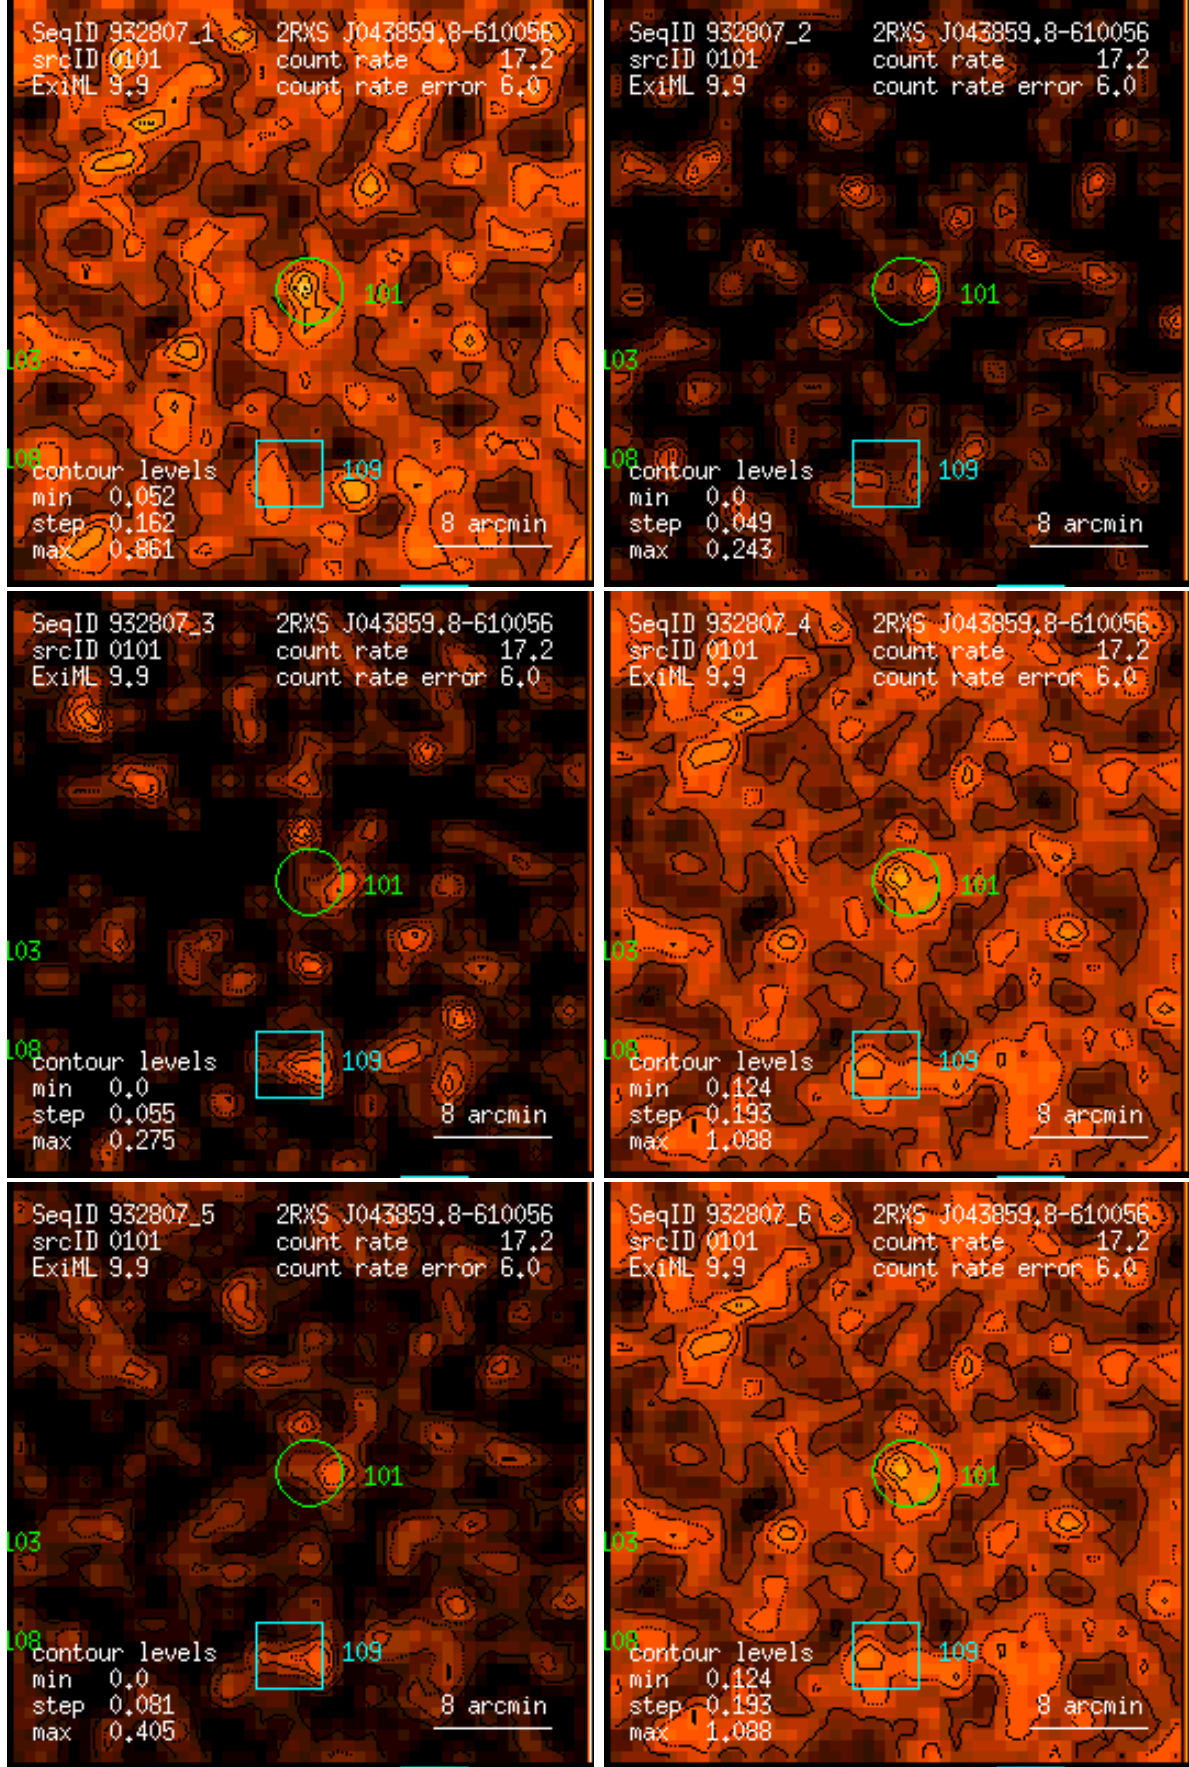 SeqID 932807_1 2RXS J043859.8-610056
srcID 0101 count rate 17.2
ExiML 9.9 count rate error 6.0
101
103
108 109
contour levels
min 0.052
step 0.162 8 arcmin
max 0.861
SeqID 932807_2 2RXS J043859.8-610056
srcID 0101 count rate 17.2
ExiML 9.9 count rate error 6.0
101
103
108 109
contour levels
min 0.0
step 0.049 8 arcmin
max 0.243
SeqID 932807_3 2RXS J043859.8-610056
srcID 0101 count rate 17.2
ExiML 9.9 count rate error 6.0
101
103
108 109
contour levels
min 0.0
step 0.055 8 arcmin
max 0.275
SeqID 932807_4 2RXS J043859.8-610056
srcID 0101 count rate 17.2
ExiML 9.9 count rate error 6.0
101
103
108 109
contour levels
min 0.124
step 0.193 8 arcmin
max 1.088
SeqID 932807_5 2RXS J043859.8-610056
srcID 0101 count rate 17.2
ExiML 9.9 count rate error 6.0
101
103
108 109
contour levels
min 0.0
step 0.081 8 arcmin
max 0.405
SeqID 932807_6 2RXS J043859.8-610056
srcID 0101 count rate 17.2
ExiML 9.9 count rate error 6.0
101
103
108 109
contour levels
min 0.124
step 0.193 8 arcmin
max 1.088